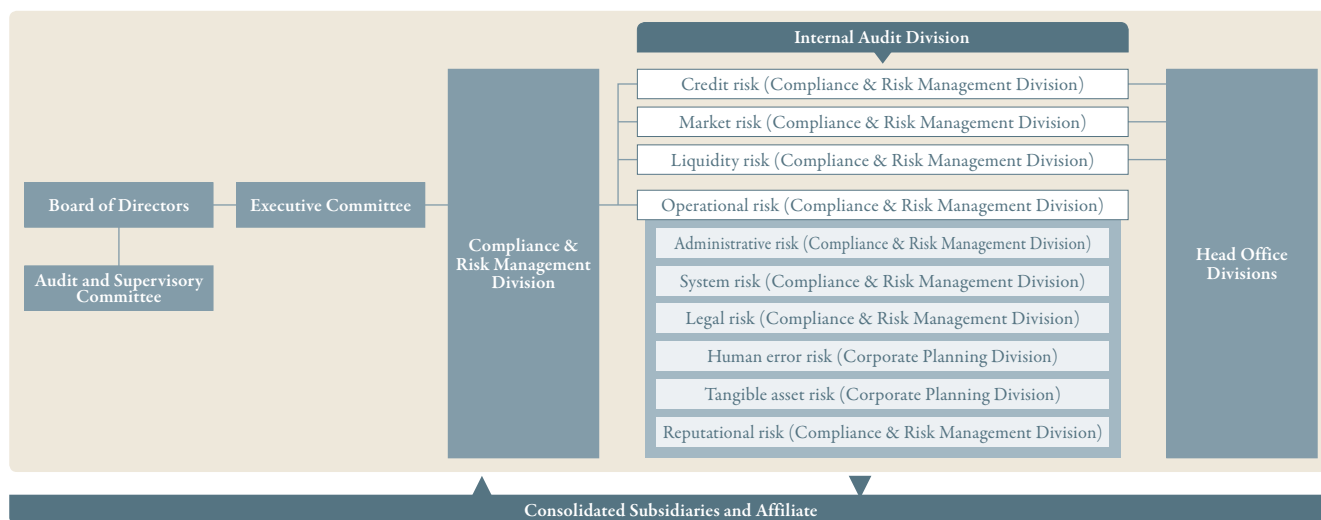 Internal Audit Division
Credit risk (Compliance & Risk Management Division)
Market risk (Compliance & Risk Management Division)
Liquidity risk (Compliance & Risk Management Division)
Operational risk (Compliance & Risk Management Division)
Administrative risk (Compliance & Risk Management Division)
System risk (Compliance & Risk Management Division)
Legal risk (Compliance & Risk Management Division)
Human error risk (Corporate Planning Division)
Tangible asset risk (Corporate Planning Division)
Reputational risk (Compliance & Risk Management Division)
Board of Directors
Executive Committee
Audit and Supervisory
Committee
Compliance &
Risk Management
Division
Head Office
Divisions
Consolidated Subsidiaries and Affiliate